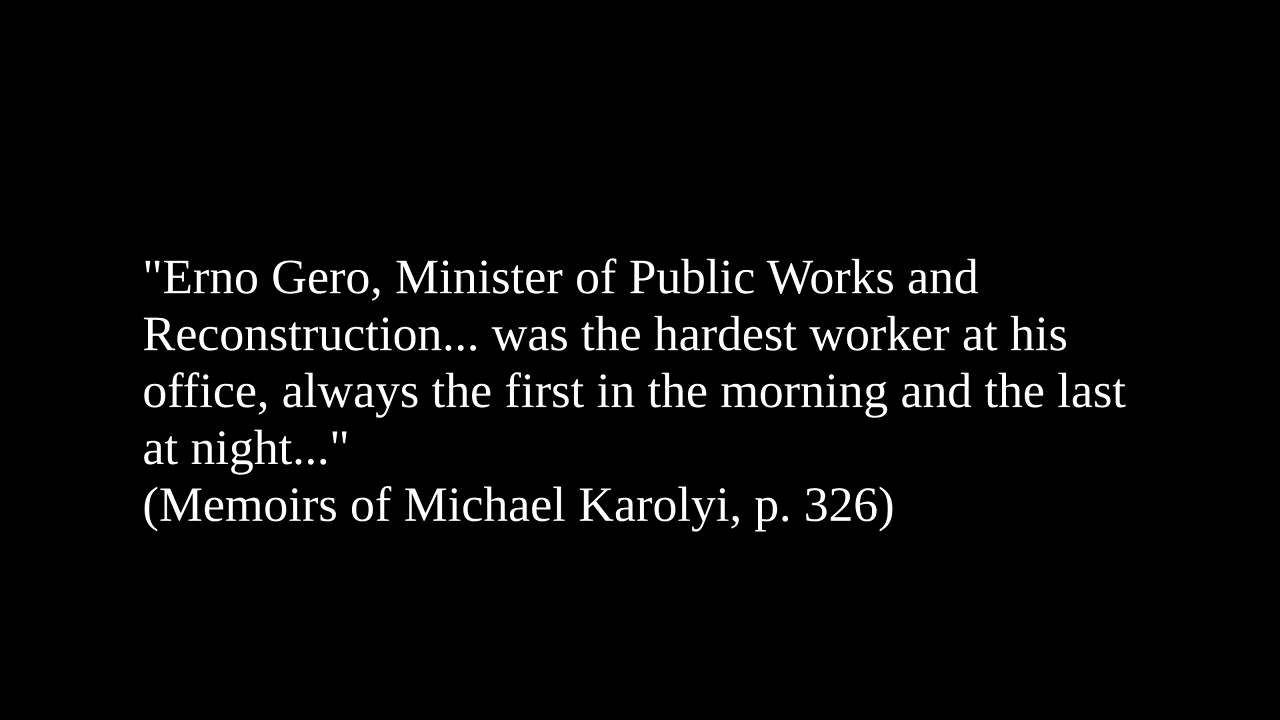 "Erno Gero, Minister of Public Works and
Reconstruction... was the hardest worker at his
office, always the first in the morning and the last
at night..."
(Memoirs of Michael Karolyi, p. 326)